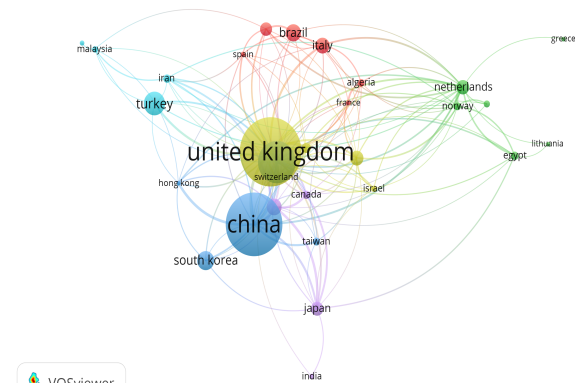 brazil
greece
italy
malaysia
spain
iran
algeria
netherlands
turkey
france
norway
lithuania
united kingdom
egypt
switzerland
hong kong
israel
canada
china
taiwan
south korea
japan
india
VOSviewer